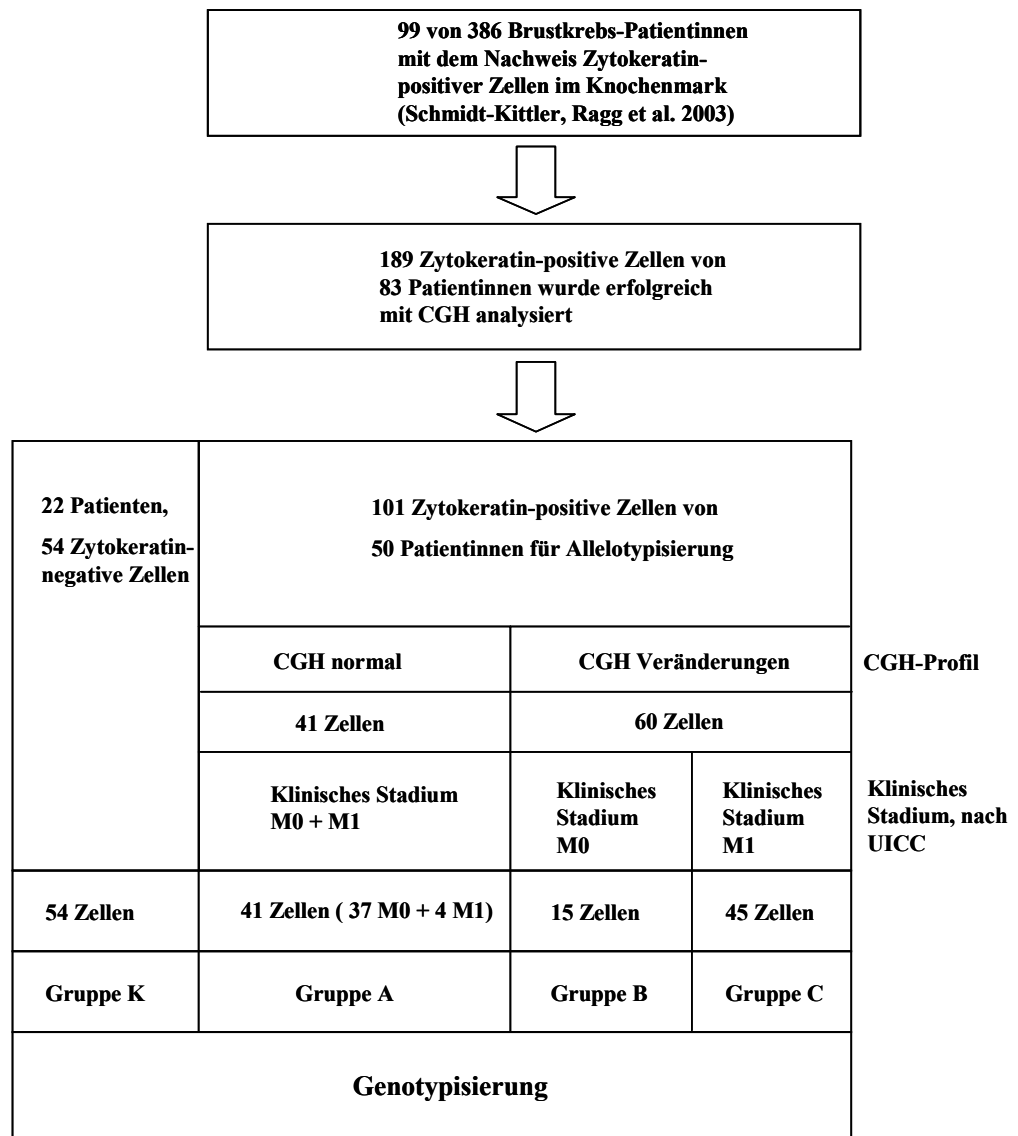 99 von 386 Brustkrebs-Patientinnen
mit dem Nachweis Zytokeratin-
positiver Zellen im Knochenmark
(Schmidt-Kittler, Ragg et al. 2003)
189 Zytokeratin-positive Zellen von
83 Patientinnen wurde erfolgreich
mit CGH analysiert
22 Patienten,
54 Zytokeratin-
negative Zellen
101 Zytokeratin-positive Zellen von
50 Patientinnen für Allelotypisierung
CGH normal
CGH Veränderungen
CGH-Profil
41 Zellen
60 Zellen
Klinisches Stadium
M0 + M1
Klinisches
Stadium
M0
Klinisches
Stadium
M1
Klinisches
Stadium, nach
UICC
54 Zellen
41 Zellen ( 37 M0 + 4 M1)
15 Zellen
45 Zellen
Gruppe K
Gruppe A
Gruppe B
Gruppe C
Genotypisierung